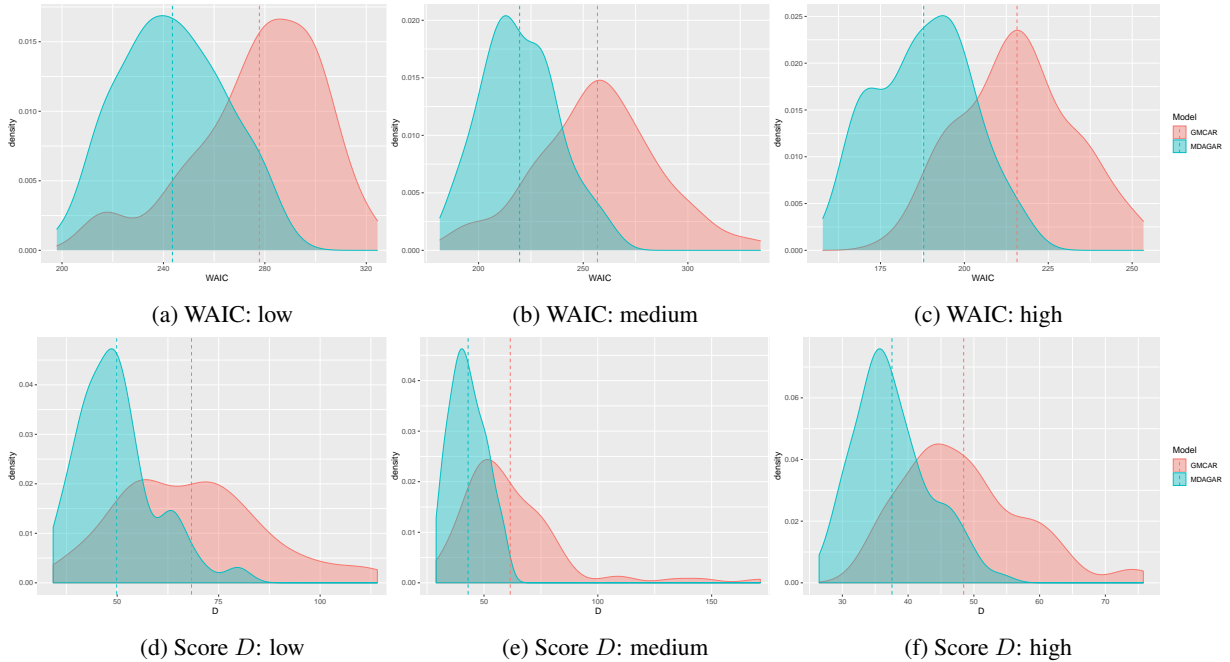 0.015
0.010
0.005
0.000
density
200
240
280
320
WAIC
(a) WAIC: low
0.020
0.015
0.010
0.005
0.000
density
200
250
300
WAIC
(b) WAIC: medium
0.025
0.020
0.015
0.010
0.005
0.000
density
175
200
225
250
WAIC
(c) WAIC: high
Model
GMCAR
MDAGAR
0.04
0.03
0.02
0.01
0.00
density
50
75
100
D
(d) Score D: low
0.04
0.03
0.02
0.01
0.00
density
50
100
150
D
(e) Score D: medium
0.06
0.04
0.02
0.00
density
30
40
50
60
70
D
(f) Score D: high
Model
GMCAR
MDAGAR